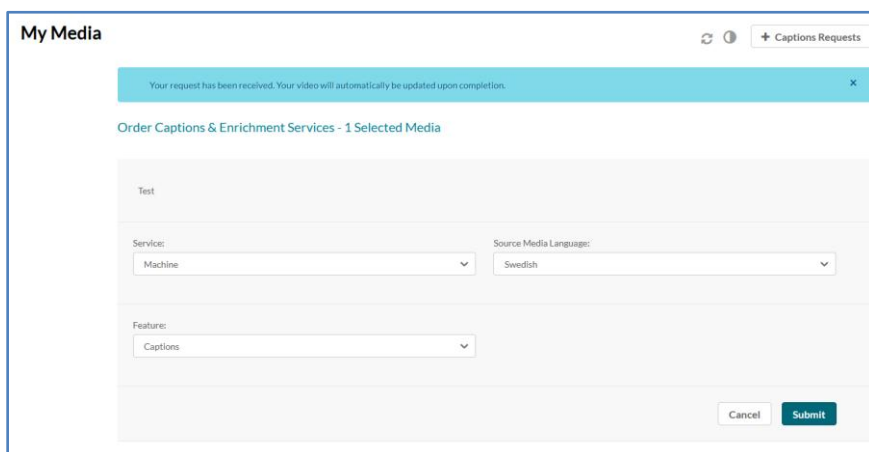 My Media
+ Captions Requests
Your request has been received. Your video will automatically be updated upon completion.
×
Order Captions & Enrichment Services - 1 Selected Media
Test
Service:
Source Media Language:
Machine
Swedish
Feature:
Captions
Cancel
Submit